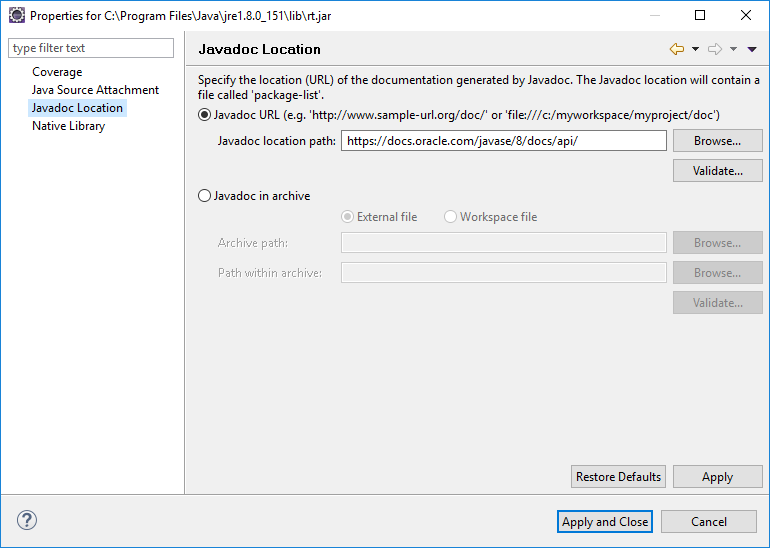 Properties for C:\Program Files\Java\jre1.8.0_151\lib\rt.jar
type filter text
Coverage
Java Source Attachment
Javadoc Location
Native Library
Javadoc Location
Specify the location (URL) of the documentation generated by Javadoc. The Javadoc location will contain a
file called 'package-list'.
Javadoc URL (e.g. 'http://www.sample-url.org/doc/' or 'file:///c:/myworkspace/myproject/doc')
Javadoc location path: https://docs.oracle.com/javase/8/docs/api/ Browse...
Validate...
Javadoc in archive
External file Workspace file
Archive path: Browse...
Path within archive: Browse...
Validate...
Restore Defaults Apply
? Apply and Close Cancel